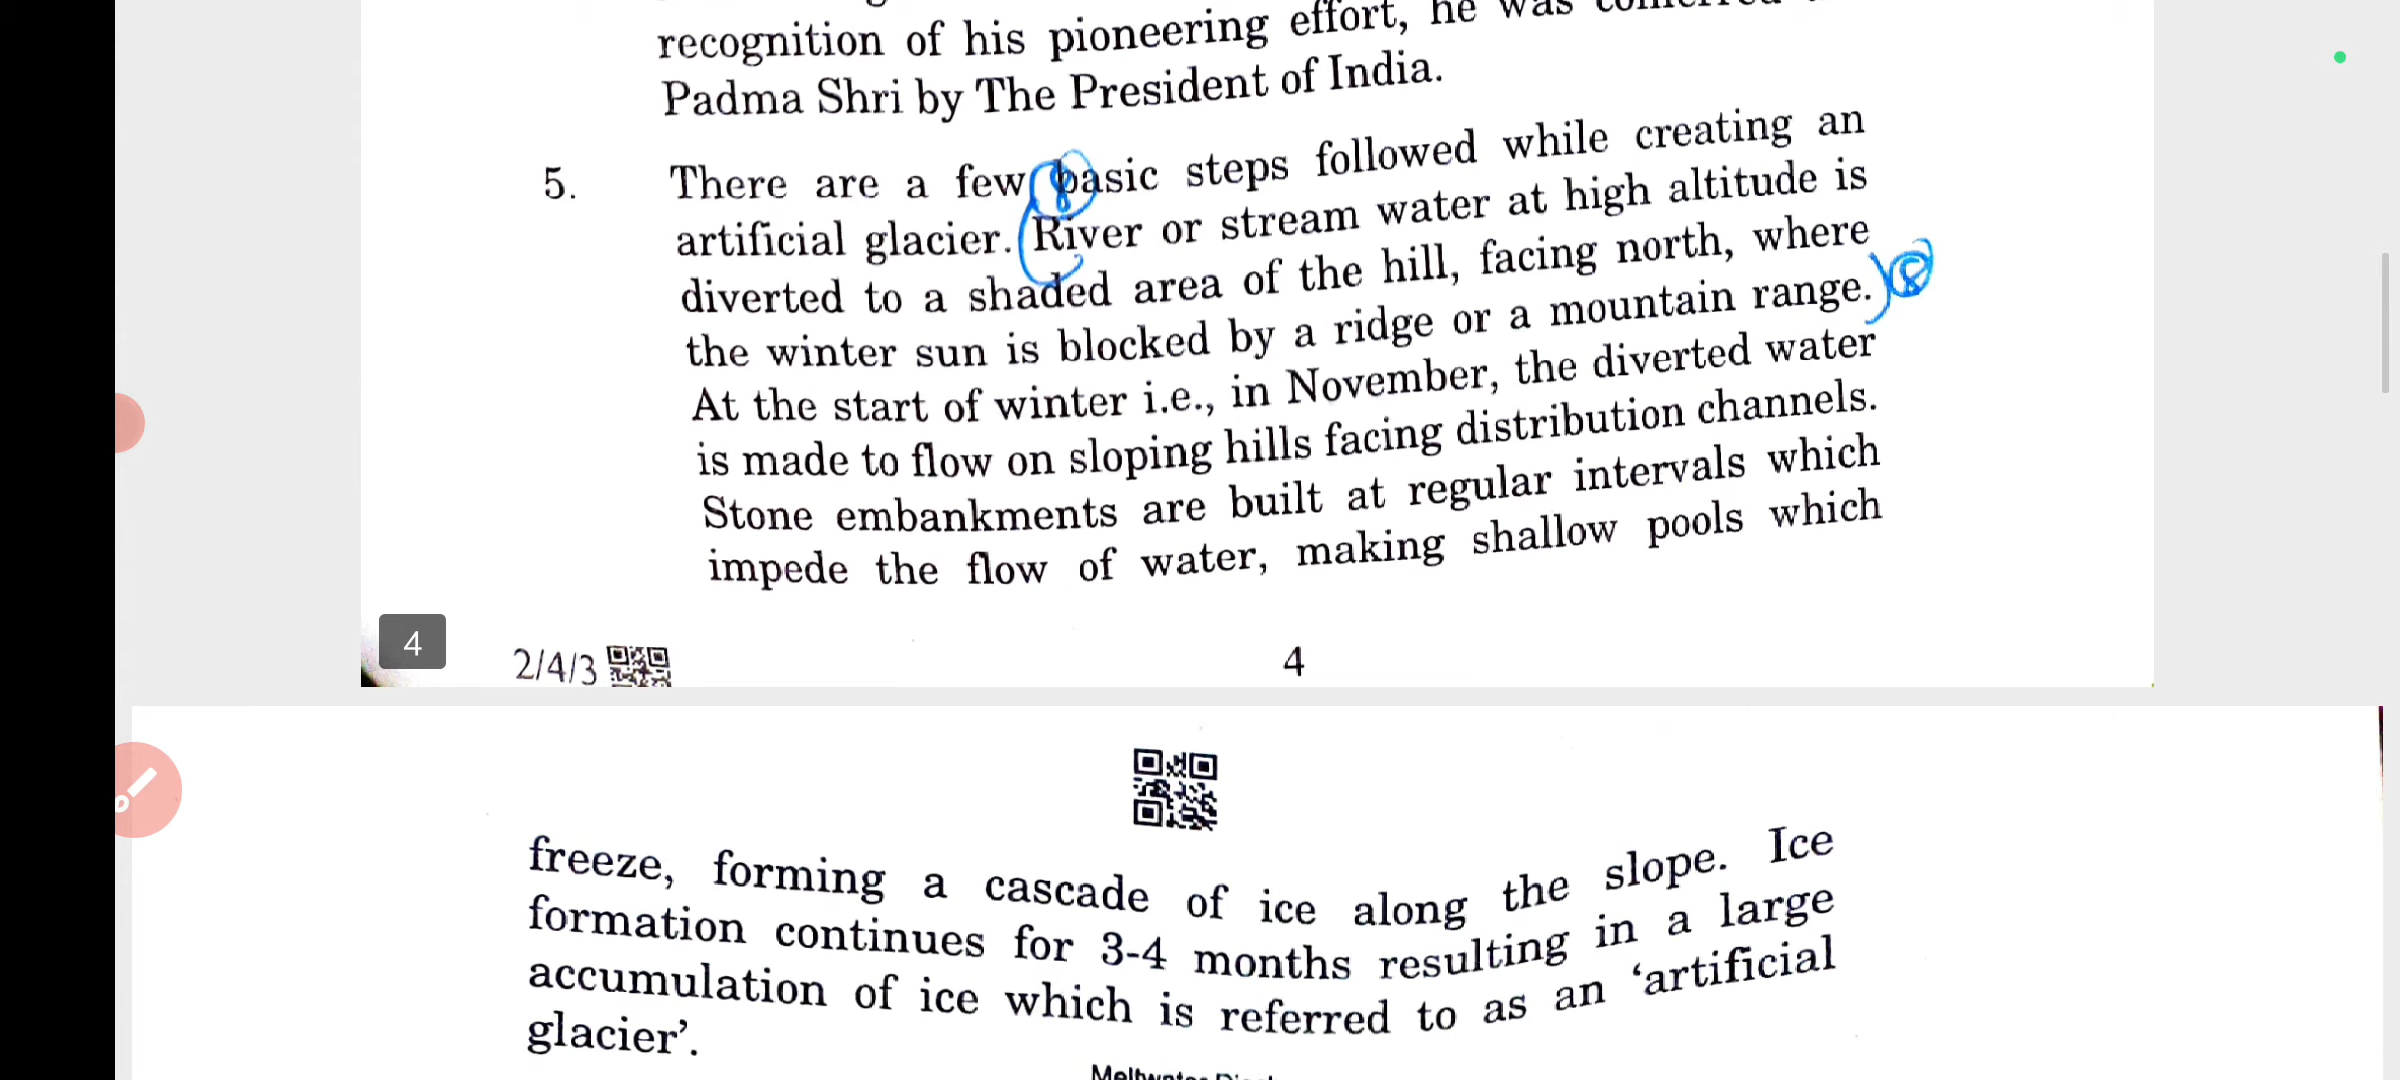 recognition of his pioneering effort, he was
Padma Shri by The President of India.
5. There are a few basic steps followed while creating an
artificial glacier. River or stream water at high altitude is
diverted to a shaded area of the hill, facing north, where
the winter sun is blocked by a ridge or a mountain range.
8
8
At the start of winter i.e., in November, the diverted water
is made to flow on sloping hills facing distribution channels.
Stone embankments are built at regular intervals which
impede the flow of water, making shallow pools which
4
2/4/3
4
freeze, forming a cascade of ice along the slope. Ice
formation continues for 3-4 months resulting in a large
accumulation of ice which is referred to as an ‘artificial
glacier’.